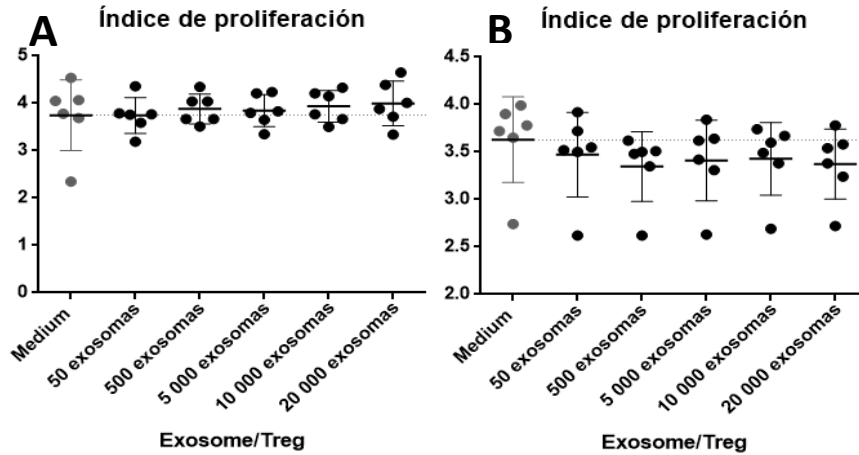 A
Índice de proliferación
5
4
3
2
1
0
Medium
50 exosomas
500 exosomas
5 000 exosomas
10 000 exosomas
20 000 exosomas
Exosome/Treg
B
Índice de proliferación
4.5
4.0
3.5
3.0
2.5
2.0
Medium
50 exosomas
500 exosomas
5 000 exosomas
10 000 exosomas
20 000 exosomas
Exosome/Treg